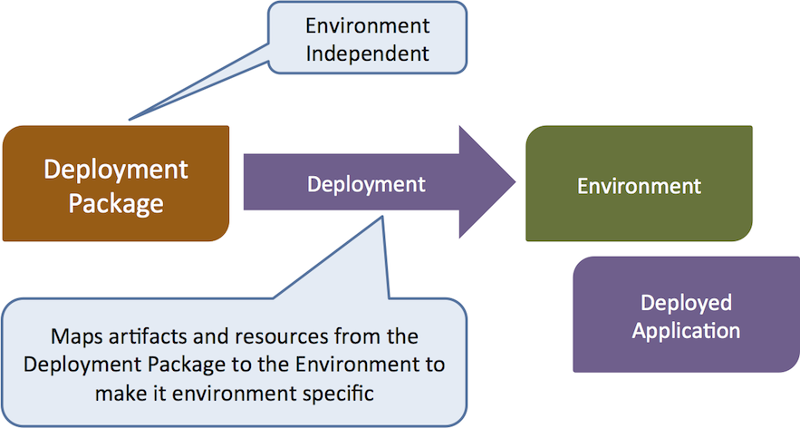 Environment
Independent
Deployment
Package
Deployment
Environment
Deployed
Application
Maps artifacts and resources from the
Deployment Package to the Environment to
make it environment specific